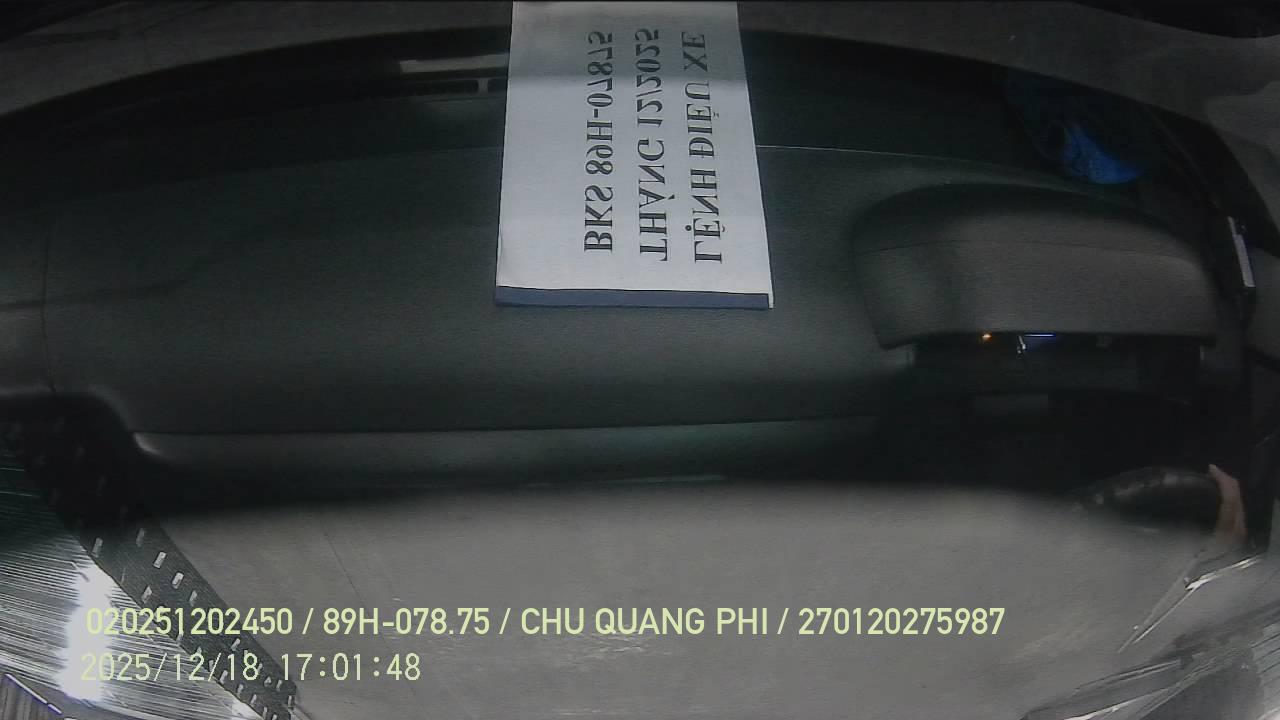 LỆNH ĐIỀU XE
THÁNG 12/2025
BKS 89H-07875
020251202450 / 89H-078.75 / CHU QUANG PHI / 270120275987
2025/12/18 17:01:48